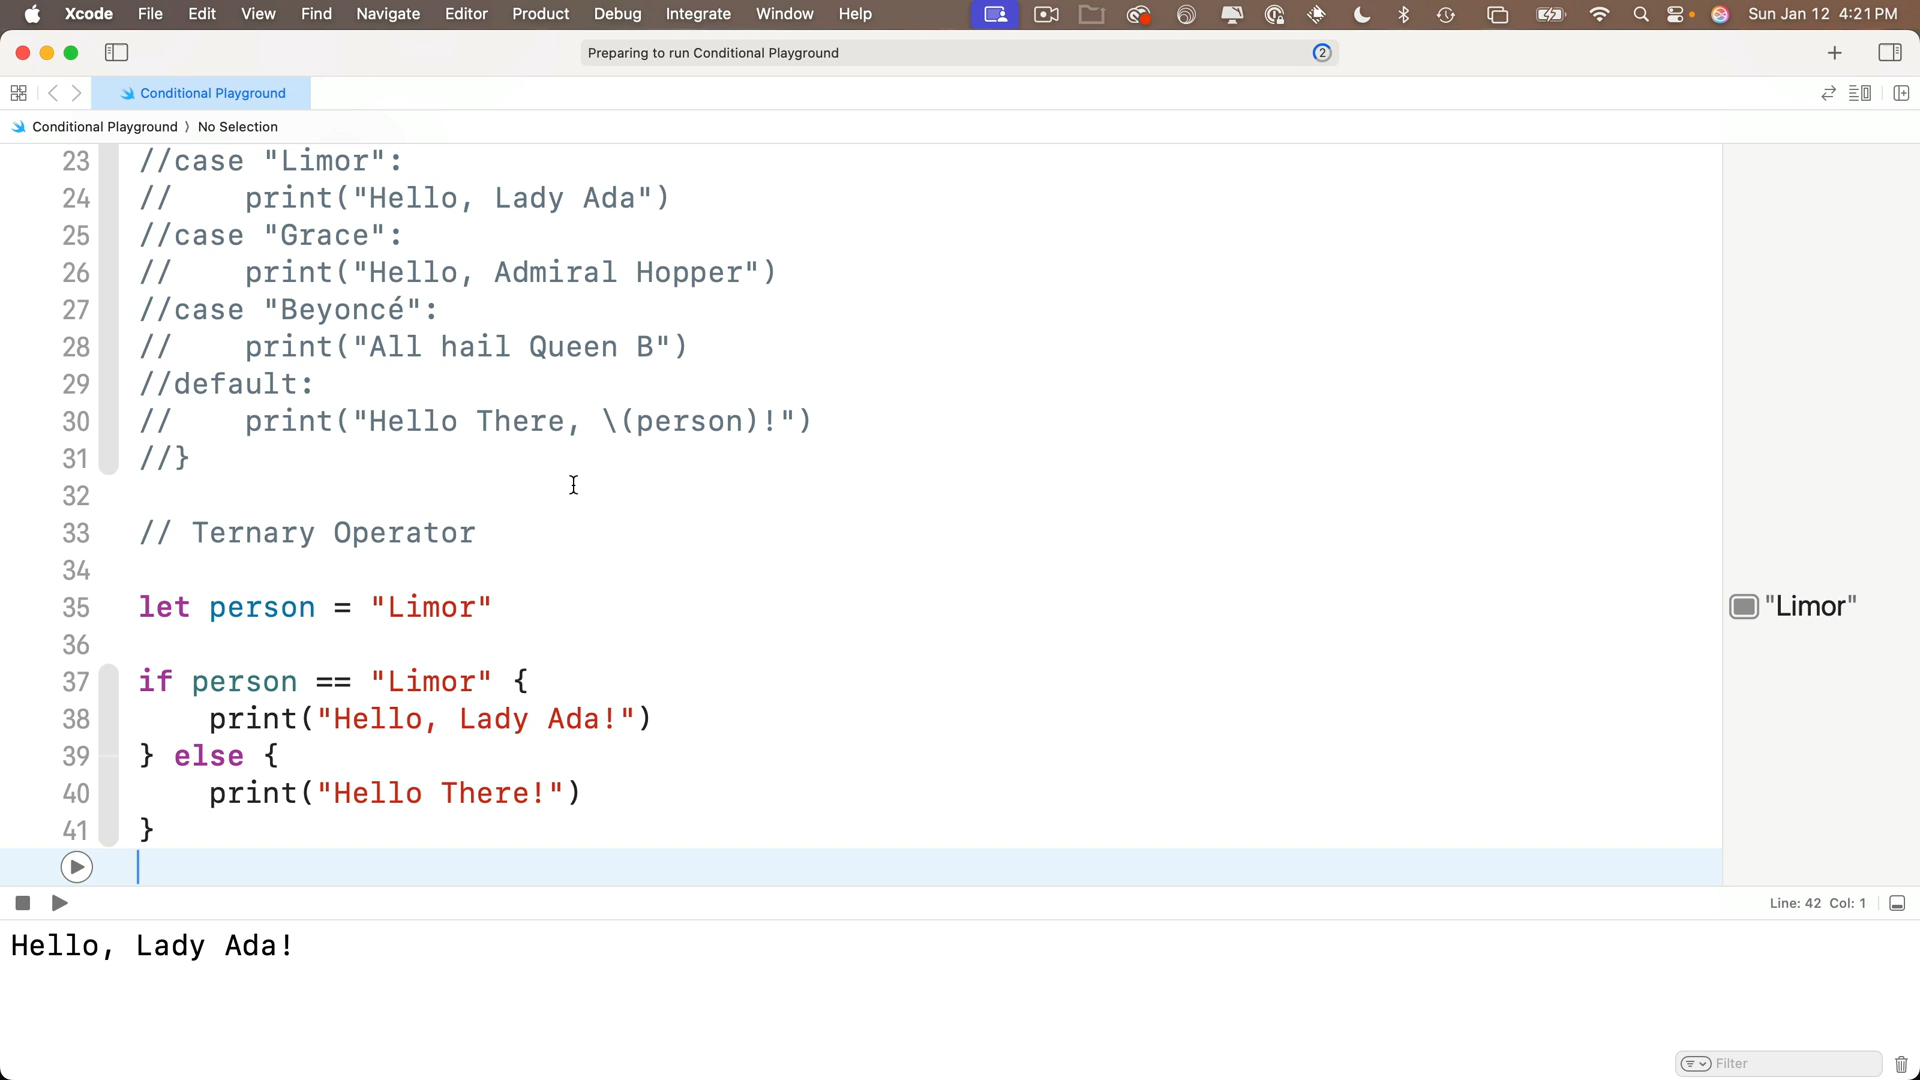 Xcode File Edit View Find Navigate Editor Product Debug Integrate Window Help Sun Jan 12 4:21 PM
Preparing to run Conditional Playground 2
Conditional Playground
Conditional Playground 〉 No Selection
23 //case "Limor":
24 //    print("Hello, Lady Ada")
25 //case "Grace":
26 //    print("Hello, Admiral Hopper")
27 //case "Beyoncé":
28 //    print("All hail Queen B")
29 //default:
30 //    print("Hello There, \(person)!")
31 //}
32
33 // Ternary Operator
34
35 let person = "Limor" "Limor"
36
37 if person == "Limor" {
38     print("Hello, Lady Ada!")
39 } else {
40     print("Hello There!")
41 }
Line: 42 Col: 1
Hello, Lady Ada!
Filter